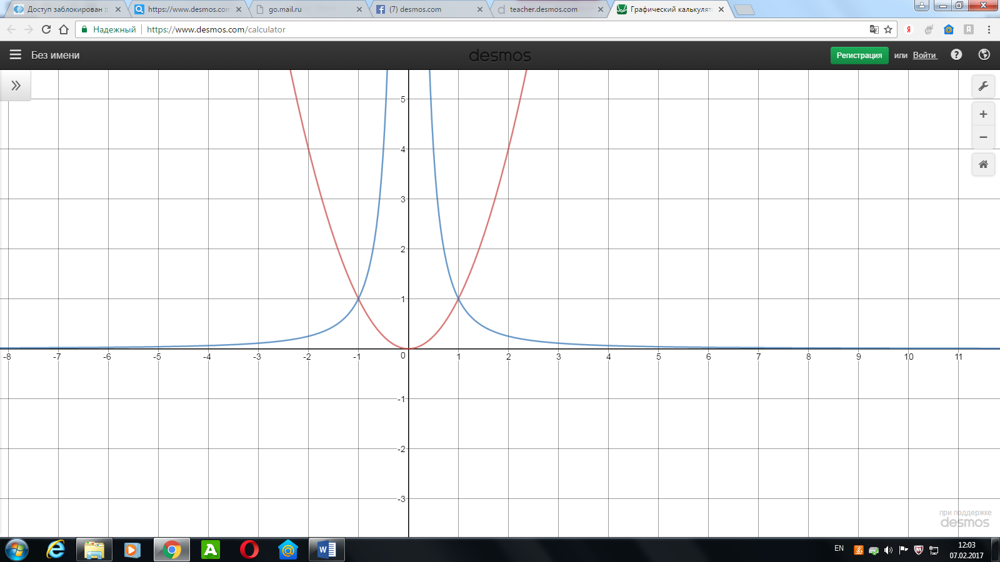 Доступ заблокирован ::
https://www.desmos.com
go.mail.ru
(7) desmos.com
teacher.desmos.com
Графический калькулят
Надежный
https://www.desmos.com/calculator
Без имени
desmos
Регистрация или Войти
5
4
3
2
1
-8 -7 -6 -5 -4 -3 -2 -1 0 1 2 3 4 5 6 7 8 9 10 11
-1
-2
-3
при поддержке
desmos
EN
12:03
07.02.2017